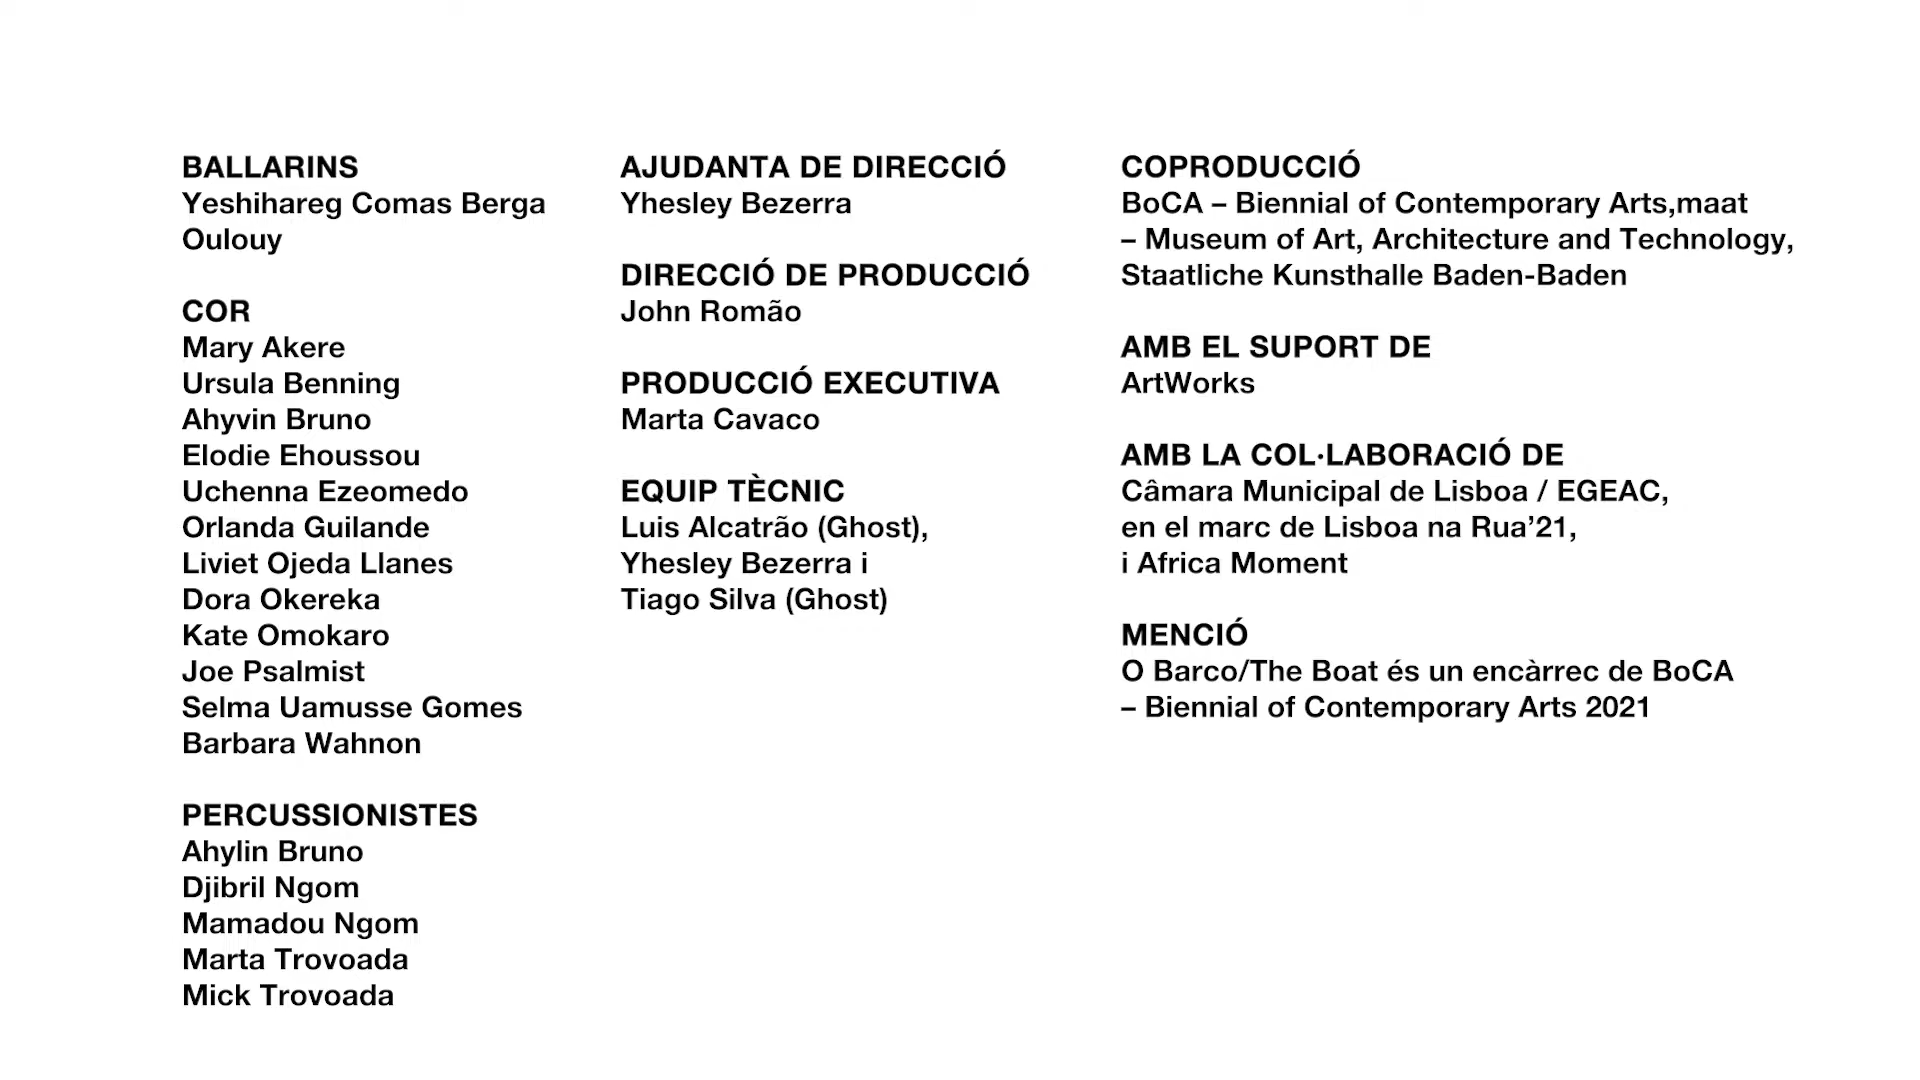 BALLARINS
Yeshihareg Comas Berga
Oulouy
COR
Mary Akere
Ursula Benning
Ahyvin Bruno
Elodie Ehoussou
Uchenna Ezeomedo
Orlanda Guilande
Liviet Ojeda Llanes
Dora Okereka
Kate Omokaro
Joe Psalmist
Selma Uamusse Gomes
Barbara Wahnon
PERCUSSIONISTES
Ahylin Bruno
Djibril Ngom
Mamadou Ngom
Marta Trovoada
Mick Trovoada
AJUDANTA DE DIRECCIÓ
Yhesley Bezerra
DIRECCIÓ DE PRODUCCIÓ
John Romão
PRODUCCIÓ EXECUTIVA
Marta Cavaco
EQUIP TÈCNIC
Luis Alcatrão (Ghost),
Yhesley Bezerra i
Tiago Silva (Ghost)
COPRODUCCIÓ
BoCA – Biennial of Contemporary Arts,maat
– Museum of Art, Architecture and Technology,
Staatliche Kunsthalle Baden-Baden
AMB EL SUPORT DE
ArtWorks
AMB LA COL·LABORACIÓ DE
Câmara Municipal de Lisboa / EGEAC,
en el marc de Lisboa na Rua’21,
i Africa Moment
MENCIÓ
O Barco/The Boat és un encàrrec de BoCA
– Biennial of Contemporary Arts 2021